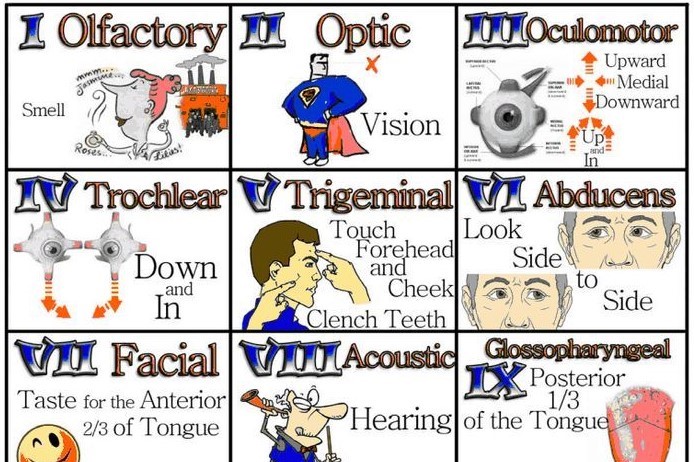 I Olfactory
mmm...
Jasmine...
Smell
Roses...
Lilies!
II Optic
Vision
III Oculomotor
Upward
Medial
Downward
Up
and
In
IV Trochlear
Down
and
In
V Trigeminal
Touch
Forehead
and
Cheek
Clench Teeth
VI Abducens
Look
Side
to
Side
VII Facial
Taste for the Anterior
2/3 of Tongue
VIII Acoustic
Hearing
Glossopharyngeal
IX Posterior
1/3
of the Tongue